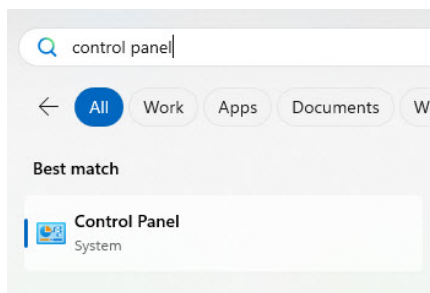 control panel
All Work Apps Documents W
Best match
Control Panel
System